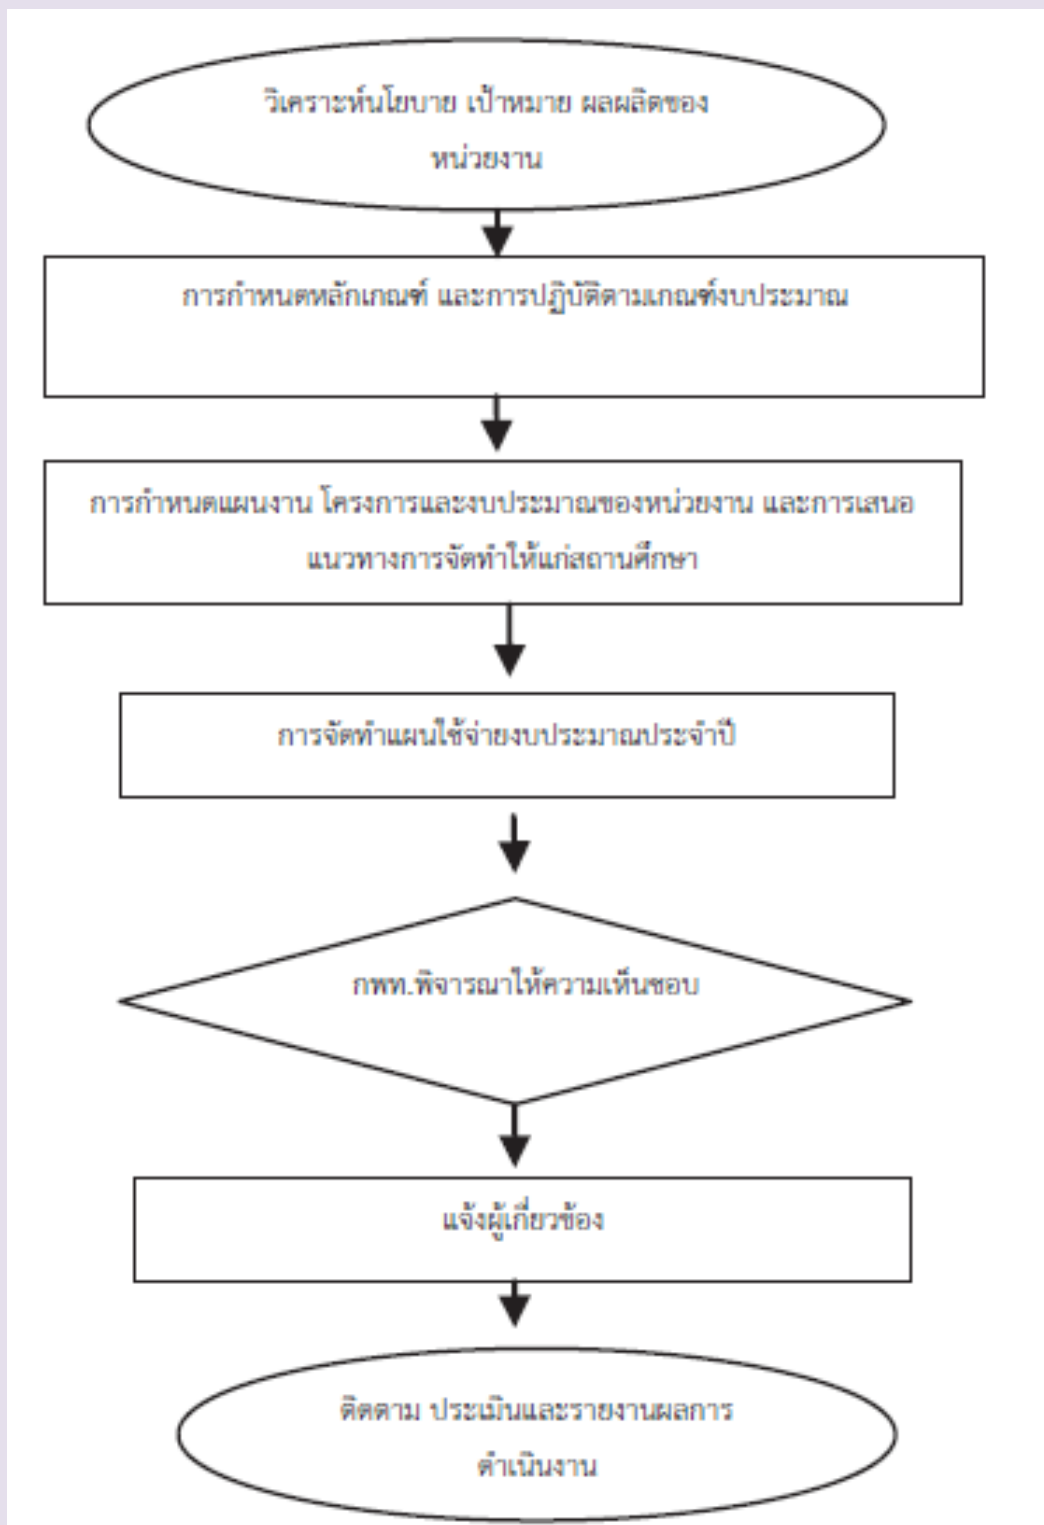 วิเคราะห์นโยบาย เป้าหมาย ผลผลิตของ
หน่วยงาน
การกำหนดหลักเกณฑ์ และการปฏิบัติตามเกณฑ์งบประมาณ
การกำหนดแผนงาน โครงการและงบประมาณของหน่วยงาน และการเสนอ
แนวทางการจัดทำให้แก่สถานศึกษา
การจัดทำแผนใช้จ่ายงบประมาณประจำปี
กพท.พิจารณาให้ความเห็นชอบ
แจ้งผู้เกี่ยวข้อง
ติดตาม ประเมินและรายงานผลการ
ดำเนินงาน